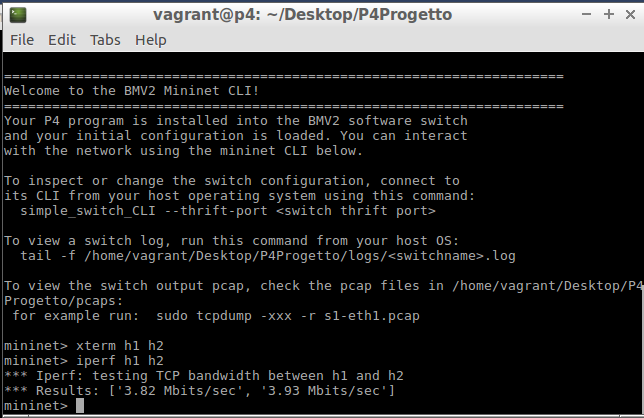 vagrant@p4: ~/Desktop/P4Progetto
File Edit Tabs Help
======================================================================
Welcome to the BMV2 Mininet CLI!
======================================================================
Your P4 program is installed into the BMV2 software switch
and your initial configuration is loaded. You can interact
with the network using the mininet CLI below.
To inspect or change the switch configuration, connect to
its CLI from your host operating system using this command:
  simple_switch_CLI --thrift-port <switch thrift port>
To view a switch log, run this command from your host OS:
  tail -f /home/vagrant/Desktop/P4Progetto/logs/<switchname>.log
To view the switch output pcap, check the pcap files in /home/vagrant/Desktop/P4
Progetto/pcaps:
 for example run:  sudo tcpdump -xxx -r s1-eth1.pcap
mininet> xterm h1 h2
mininet> iperf h1 h2
*** Iperf: testing TCP bandwidth between h1 and h2
*** Results: ['3.82 Mbits/sec', '3.93 Mbits/sec']
mininet>